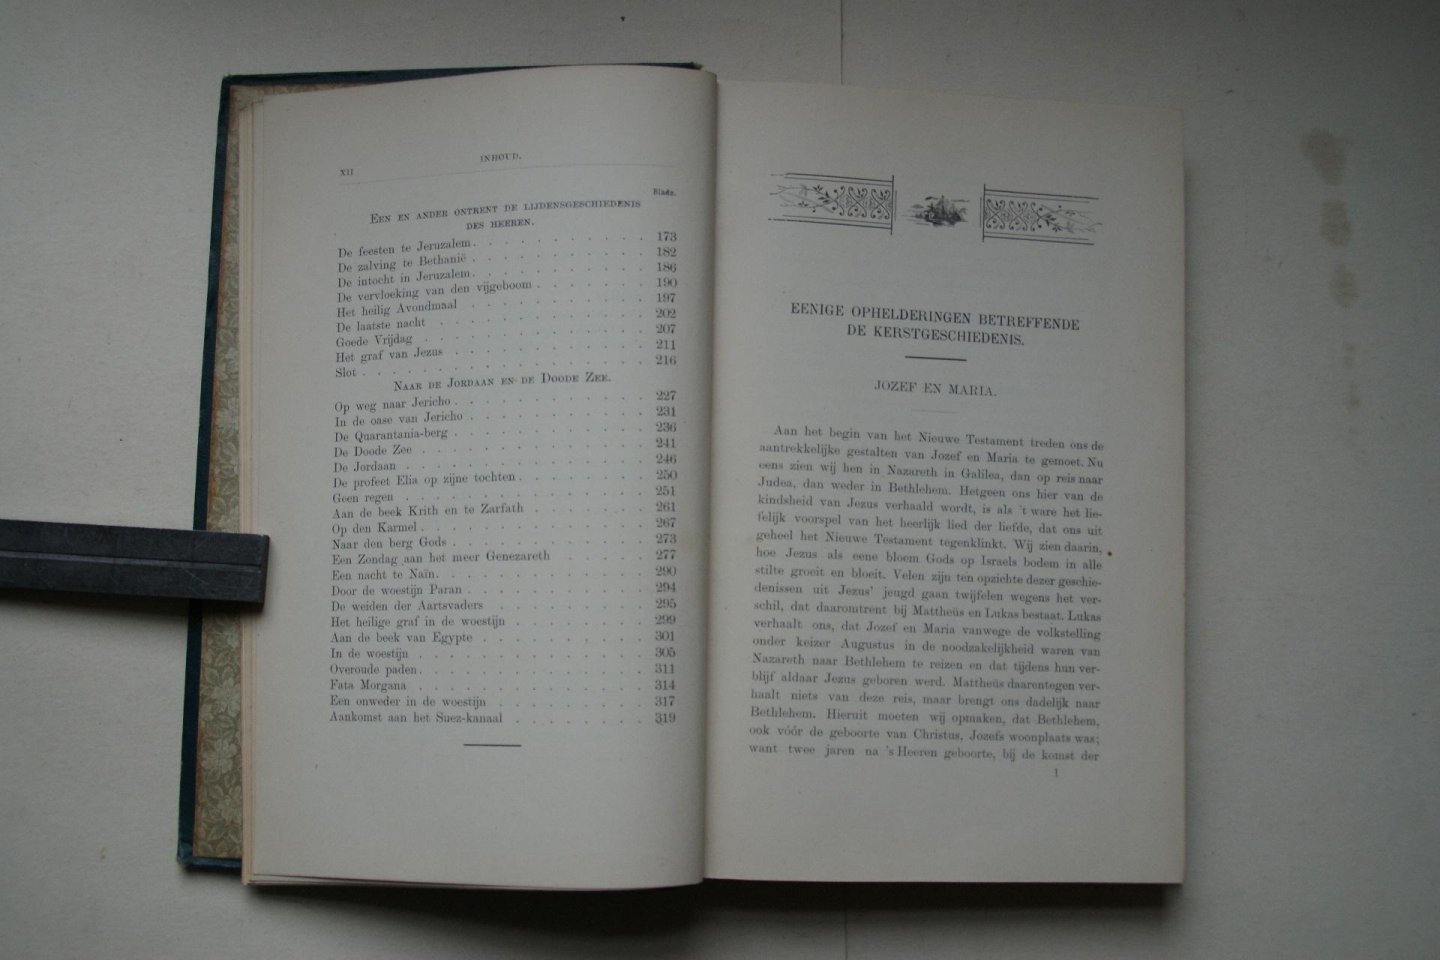 XII
INHOUD.
Bladz.
EEN EN ANDER ONTRENT DE LIJDENSGESCHIEDENIS
DES HEEREN.
De feesten te Jeruzalem. . . . . . . . . . . . 173
De zalving te Bethanië . . . . . . . . . . . . 182
De intocht in Jeruzalem. . . . . . . . . . . . 186
De vervloeking van den vijgeboom . . . . . . . 190
Het heilig Avondmaal . . . . . . . . . . . . 197
De laatste nacht . . . . . . . . . . . . . 202
Goede Vrijdag . . . . . . . . . . . . . . 207
Het graf van Jezus . . . . . . . . . . . . 211
Slot . . . . . . . . . . . . . . . . . . 216
NAAR DE JORDAAN EN DE DOODE ZEE.
Op weg naar Jericho . . . . . . . . . . . . 227
In de oase van Jericho . . . . . . . . . . . 231
De Quarantania-berg . . . . . . . . . . . . 236
De Doode Zee . . . . . . . . . . . . . . 241
De Jordaan . . . . . . . . . . . . . . . 246
De profeet Elia op zijne tochten . . . . . . . . 250
Geen regen . . . . . . . . . . . . . . . 251
Aan de beek Krith en te Zarfath . . . . . . . 261
Op den Karmel . . . . . . . . . . . . . . 267
Naar den berg Gods . . . . . . . . . . . . 273
Een Zondag aan het meer Genezareth . . . . . . 277
Een nacht te Naïn. . . . . . . . . . . . . 290
Door de woestijn Paran . . . . . . . . . . . 294
De weiden der Aartsvaders . . . . . . . . . . 295
Het heilige graf in de woestijn . . . . . . . . 299
Aan de beek van Egypte . . . . . . . . . . 301
In de woestijn . . . . . . . . . . . . . . 305
Overoude paden . . . . . . . . . . . . . . 311
Fata Morgana . . . . . . . . . . . . . . 314
Een onweder in de woestijn . . . . . . . . . 317
Aankomst aan het Suez-kanaal . . . . . . . . 319
EENIGE OPHELDERINGEN BETREFFENDE
DE KERSTGESCHIEDENIS.
JOZEF EN MARIA.
Aan het begin van het Nieuwe Testament treden ons de
aantrekkelijke gestalten van Jozef en Maria te gemoet. Nu
eens zien wij hen in Nazareth in Galilea, dan op reis naar
Judea, dan weder in Bethlehem. Hetgeen ons hier van de
kindsheid van Jezus verhaald wordt, is als 't ware het lie-
felijk voorspel van het heerlijk lied der liefde, dat ons uit
geheel het Nieuwe Testament tegenklinkt. Wij zien daarin,
hoe Jezus als eene bloem Gods op Israels bodem in alle
stilte groeit en bloeit. Velen zijn ten opzichte dezer geschie-
denissen uit Jezus' jeugd gaan twijfelen wegens het ver-
schil, dat daaromtrent bij Mattheüs en Lukas bestaat. Lukas
verhaalt ons, dat Jozef en Maria vanwege de volkstelling
onder keizer Augustus in de noodzakelijkheid waren van
Nazareth naar Bethlehem te reizen en dat tijdens hun ver-
blijf aldaar Jezus geboren werd. Mattheüs daarentegen ver-
haalt niets van deze reis, maar brengt ons dadelijk naar
Bethlehem. Hieruit moeten wij opmaken, dat Bethlehem,
ook vóór de geboorte van Christus, Jozefs woonplaats was;
want twee jaren na 's Heeren geboorte, bij de komst der
1